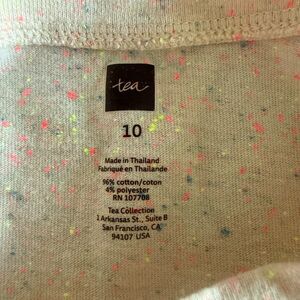 tea
10
Made in Thailand
Fabriqué en Thailande
96% cotton/coton
4% polyester
RN 107708
Tea Collection
1 Arkansas St., Suite B
San Francisco, CA
94107 USA